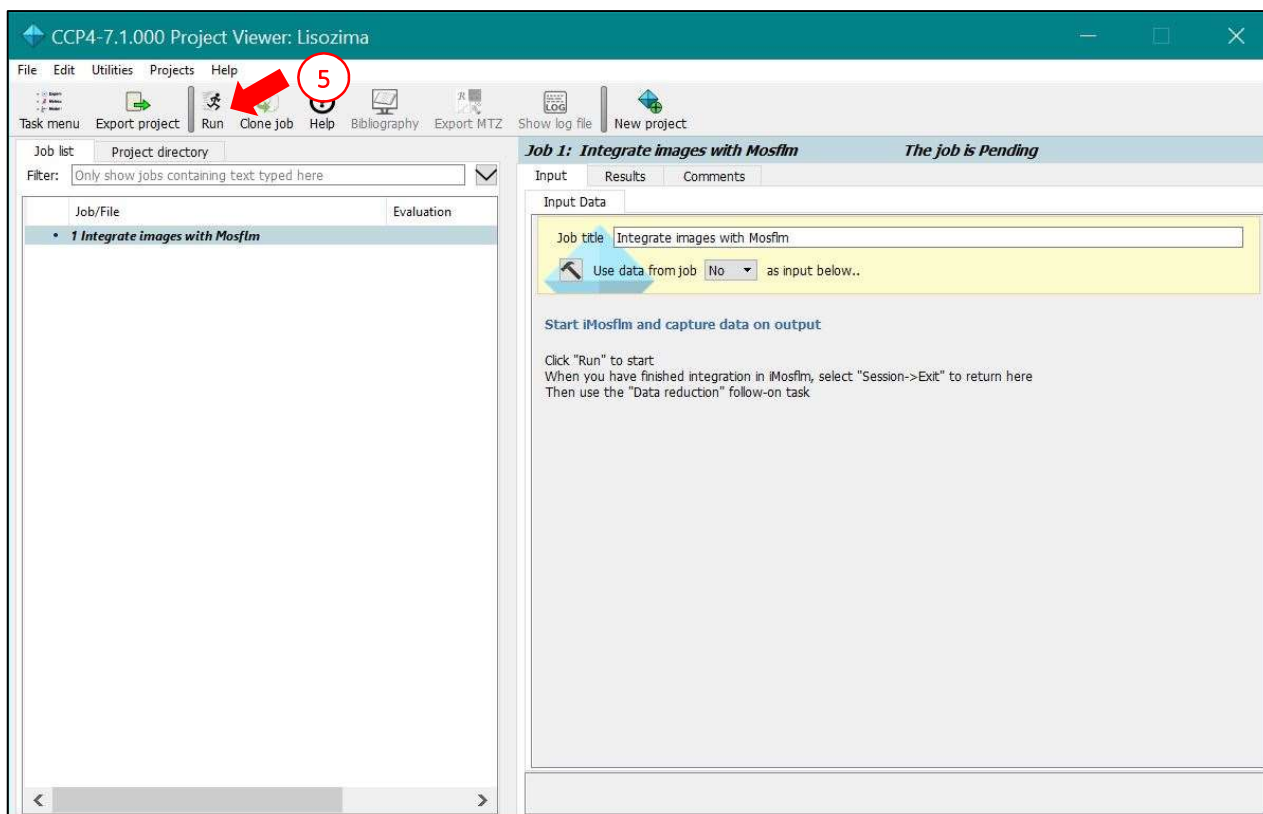 CCP4-7.1.000 Project Viewer: Lisozima
File Edit Utilities Projects Help
5
Task menu Export project Run Clone job Help Bibliography Export MTZ Show log file New project
LOG
Job list Project directory
Filter: Only show jobs containing text typed here
Job/File Evaluation
1 Integrate images with Mosflm
Job 1: Integrate images with Mosflm The job is Pending
Input Results Comments
Input Data
Job title Integrate images with Mosflm
Use data from job No as input below..
Start iMosflm and capture data on output
Click "Run" to start
When you have finished integration in iMosflm, select "Session->Exit" to return here
Then use the "Data reduction" follow-on task